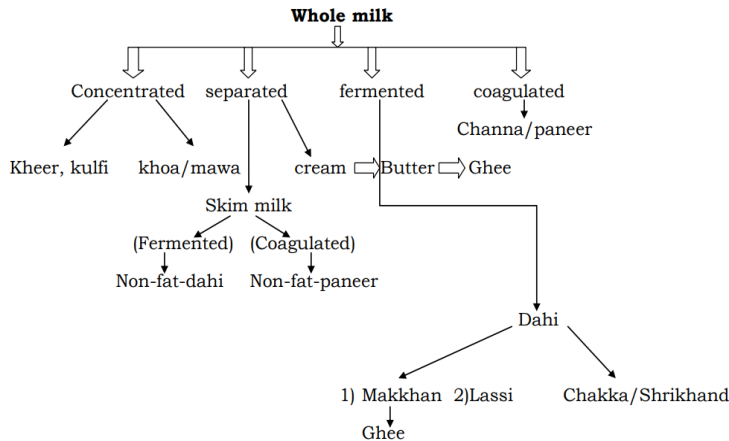 Whole milk
Concentrated separated fermented coagulated
Channa/paneer
Kheer, kulfi khoa/mawa cream Butter Ghee
Skim milk
(Fermented) (Coagulated)
Non-fat-dahi Non-fat-paneer
Dahi
1) Makkhan 2)Lassi Chakka/Shrikhand
Ghee